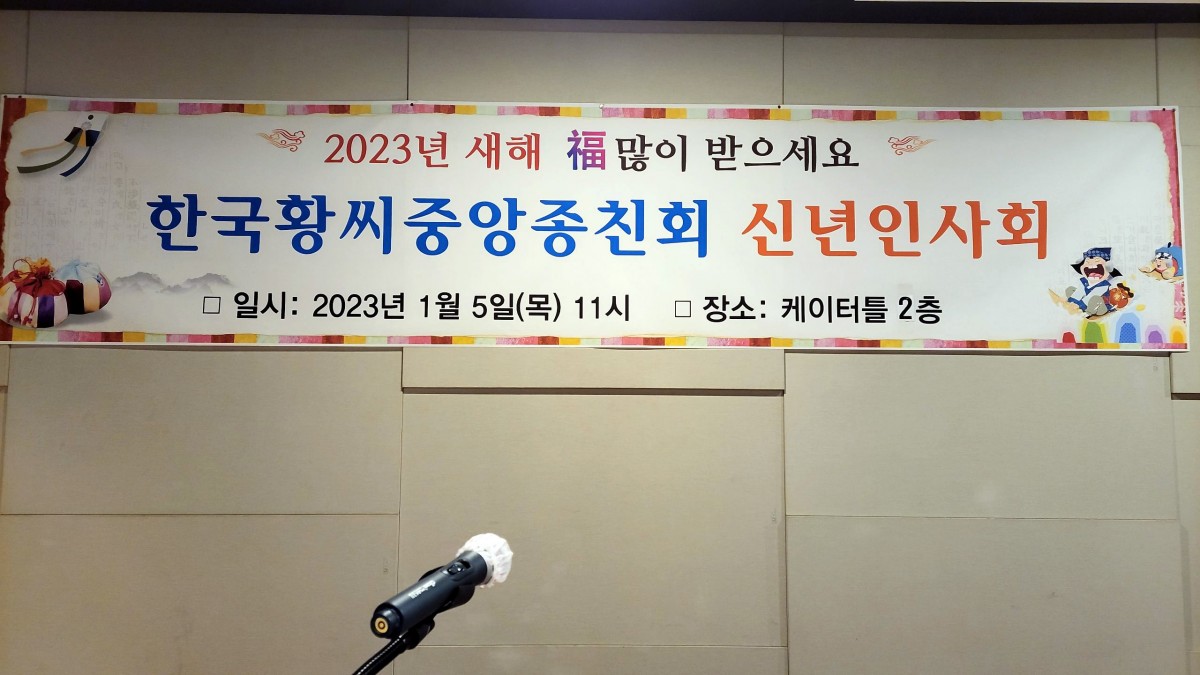 2023년 새해 福 많이 받으세요
한국황씨중앙종친회 신년인사회
□ 일시: 2023년 1월 5일(목) 11시 □ 장소: 케이터틀 2층